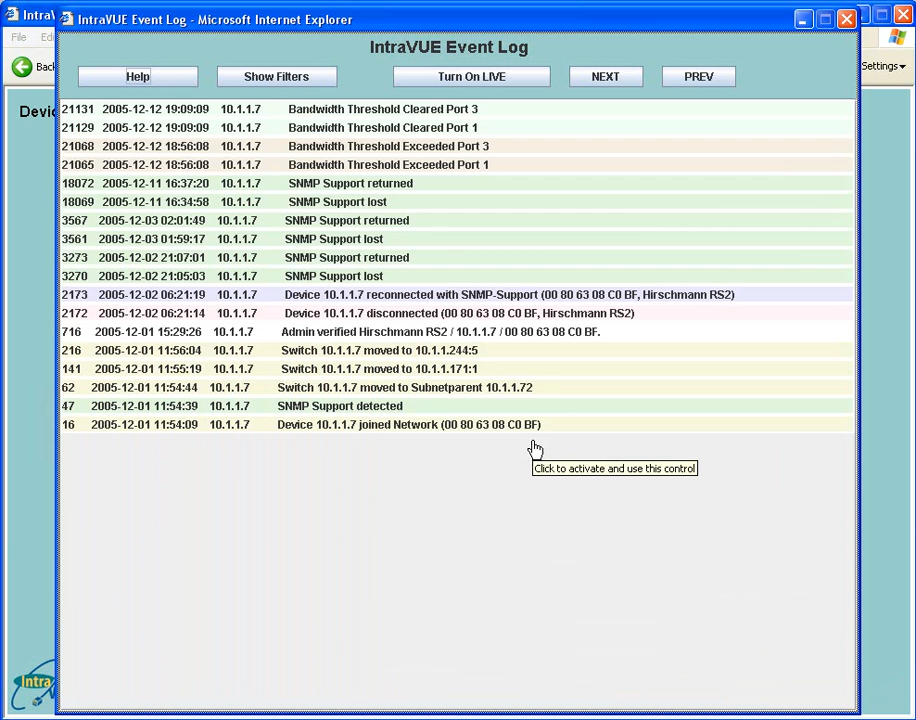 IntraV
IntraVUE Event Log - Microsoft Internet Explorer
File Edi
Back
Settings
Devic
IntraVUE Event Log
Help Show Filters Turn On LIVE NEXT PREV
21131 2005-12-12 19:09:09 10.1.1.7 Bandwidth Threshold Cleared Port 3
21129 2005-12-12 19:09:09 10.1.1.7 Bandwidth Threshold Cleared Port 1
21068 2005-12-12 18:56:08 10.1.1.7 Bandwidth Threshold Exceeded Port 3
21065 2005-12-12 18:56:08 10.1.1.7 Bandwidth Threshold Exceeded Port 1
18072 2005-12-11 16:37:20 10.1.1.7 SNMP Support returned
18069 2005-12-11 16:34:58 10.1.1.7 SNMP Support lost
3567 2005-12-03 02:01:49 10.1.1.7 SNMP Support returned
3561 2005-12-03 01:59:17 10.1.1.7 SNMP Support lost
3273 2005-12-02 21:07:01 10.1.1.7 SNMP Support returned
3270 2005-12-02 21:05:03 10.1.1.7 SNMP Support lost
2173 2005-12-02 06:21:19 10.1.1.7 Device 10.1.1.7 reconnected with SNMP-Support (00 80 63 08 C0 BF, Hirschmann RS2)
2172 2005-12-02 06:21:14 10.1.1.7 Device 10.1.1.7 disconnected (00 80 63 08 C0 BF, Hirschmann RS2)
716 2005-12-01 15:29:26 10.1.1.7 Admin verified Hirschmann RS2 / 10.1.1.7 / 00 80 63 08 C0 BF.
216 2005-12-01 11:56:04 10.1.1.7 Switch 10.1.1.7 moved to 10.1.1.244:5
141 2005-12-01 11:55:19 10.1.1.7 Switch 10.1.1.7 moved to 10.1.1.171:1
62 2005-12-01 11:54:44 10.1.1.7 Switch 10.1.1.7 moved to Subnetparent 10.1.1.72
47 2005-12-01 11:54:39 10.1.1.7 SNMP Support detected
16 2005-12-01 11:54:09 10.1.1.7 Device 10.1.1.7 joined Network (00 80 63 08 C0 BF)
Click to activate and use this control
Intra